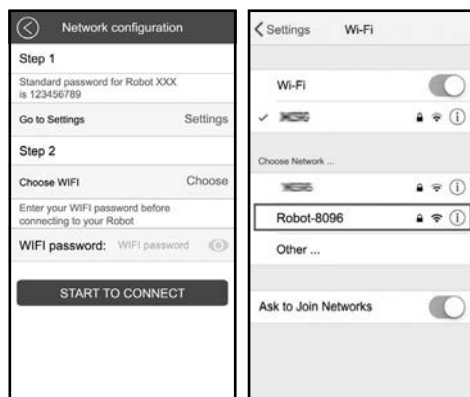 Network configuration
Step 1
Standard password for Robot XXX
is 123456789
Go to Settings Settings
Step 2
Choose WIFI Choose
Enter your WIFI password before
connecting to your Robot
WIFI password: WIFI password
START TO CONNECT
Settings Wi-Fi
Wi-Fi
Choose Network ...
Robot-8096
Other ...
Ask to Join Networks